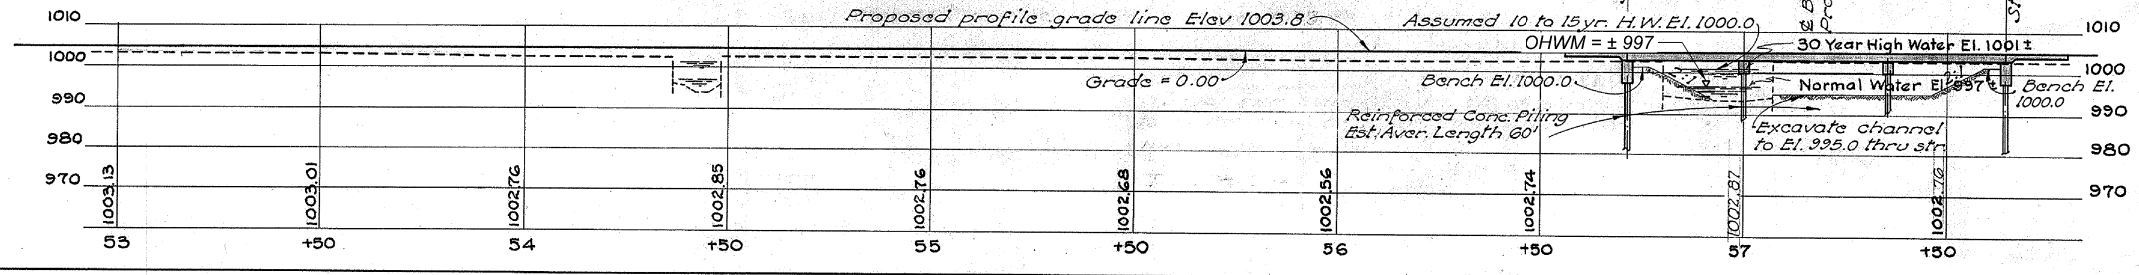 1010
Proposed profile grade line Elev 1003.8
Assumed 10 to 15 yr. H.W. El. 1000.0
1010
OHWM = ± 997
30 Year High Water El. 1001 ±
1000
Grade = 0.00
Bench El. 1000.0
1000
Normal Water El. 997 ±
Bench El.
1000.0
990
Reinforced Conc. Piling
Est. Aver. Length 60'
990
Excavate channel
to El. 995.0 thru str.
980
980
970
970
1003.13
1003.01
1002.76
1002.85
1002.76
1002.68
1002.56
1002.74
1002.87
1002.76
53
+50
54
+50
55
+50
56
+50
57
+50